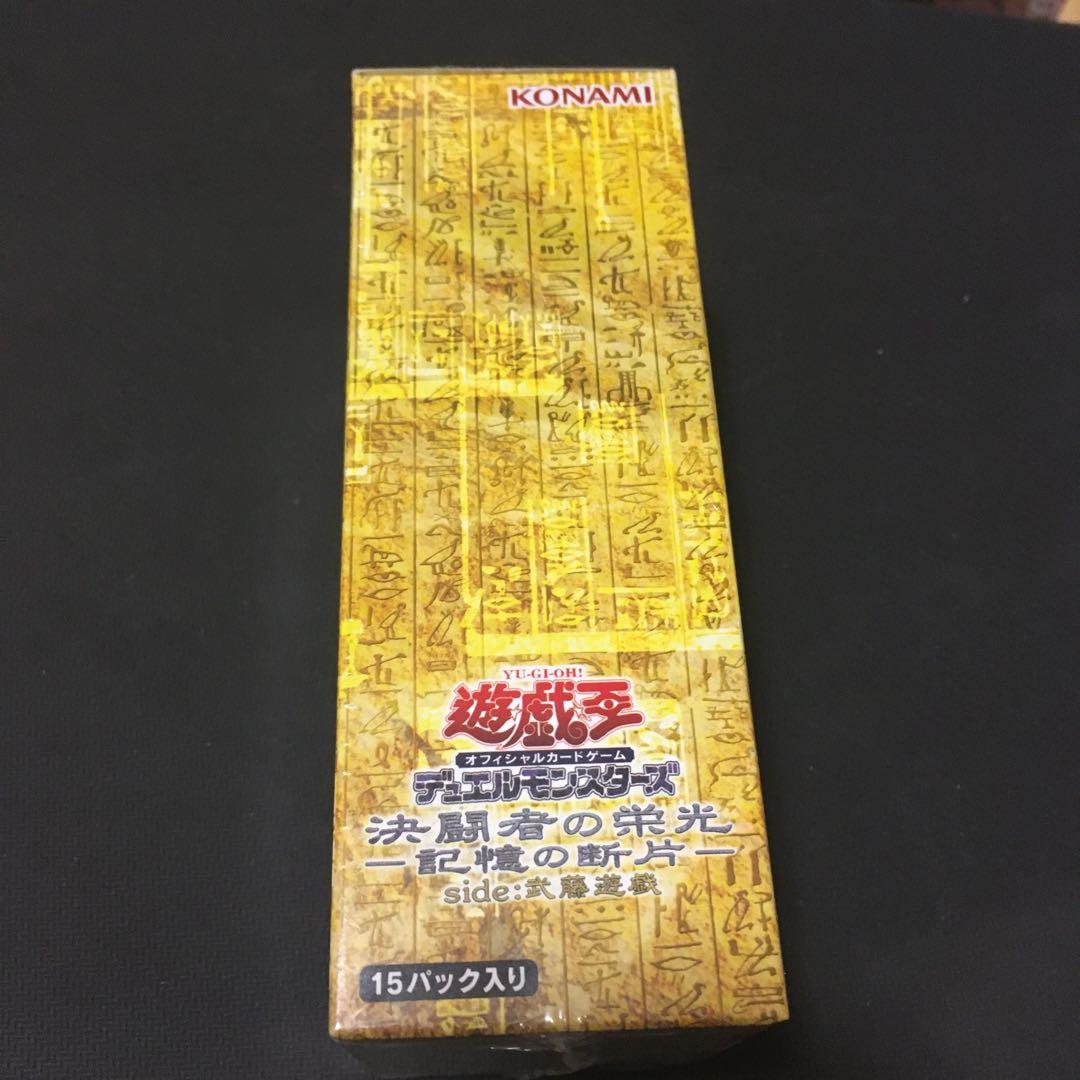 KONAMI
YU-GI-OH!
遊戯王
オフィシャルカードゲーム
デュエルモンスターズ
決闘者の栄光
―記憶の断片―
side:武藤遊戯
15パック入り